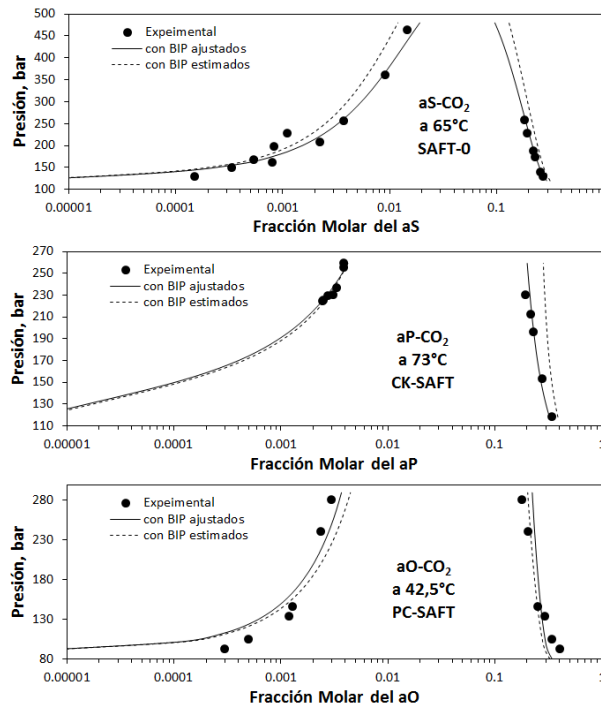 500
450
400
350
300
250
200
150
100
Presión, bar
Expeimental
con BIP ajustados
con BIP estimados
aS-CO₂
a 65°C
SAFT-0
0.00001 0.0001 0.001 0.01 0.1 1
Fracción Molar del aS
270
250
230
210
190
170
150
130
110
Presión, bar
Expeimental
con BIP ajustados
con BIP estimados
aP-CO₂
a 73°C
CK-SAFT
0.00001 0.0001 0.001 0.01 0.1 1
Fracción Molar del aP
280
230
180
130
80
Presión, bar
Expeimental
con BIP ajustados
con BIP estimados
aO-CO₂
a 42,5°C
PC-SAFT
0.00001 0.0001 0.001 0.01 0.1 1
Fracción Molar del aO